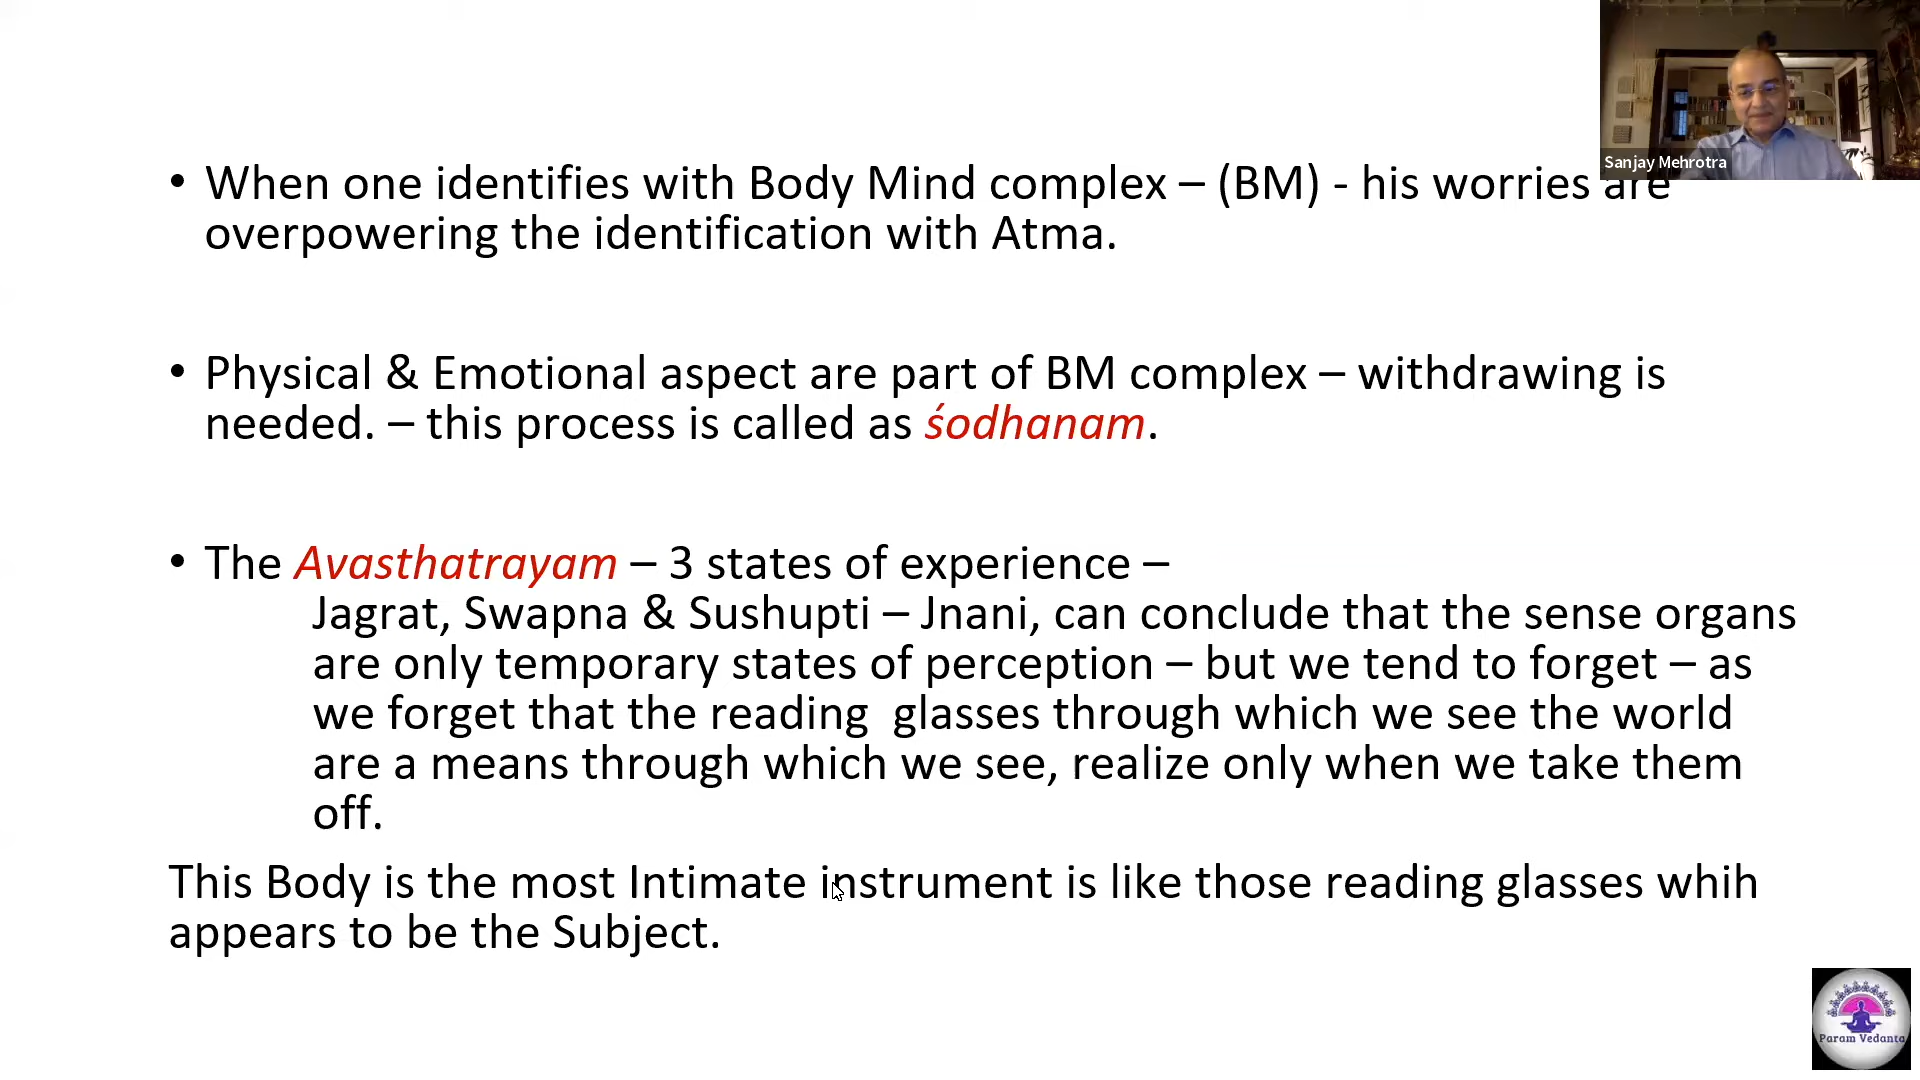 Sanjay Mehrotra
• When one identifies with Body Mind complex – (BM) - his worries are
overpowering the identification with Atma.
• Physical & Emotional aspect are part of BM complex – withdrawing is
needed. – this process is called as śodhanam.
• The Avasthatrayam – 3 states of experience –
Jagrat, Swapna & Sushupti – Jnani, can conclude that the sense organs
are only temporary states of perception – but we tend to forget – as
we forget that the reading  glasses through which we see the world
are a means through which we see, realize only when we take them
off.
This Body is the most Intimate instrument is like those reading glasses whih
appears to be the Subject.
Param Vedanta